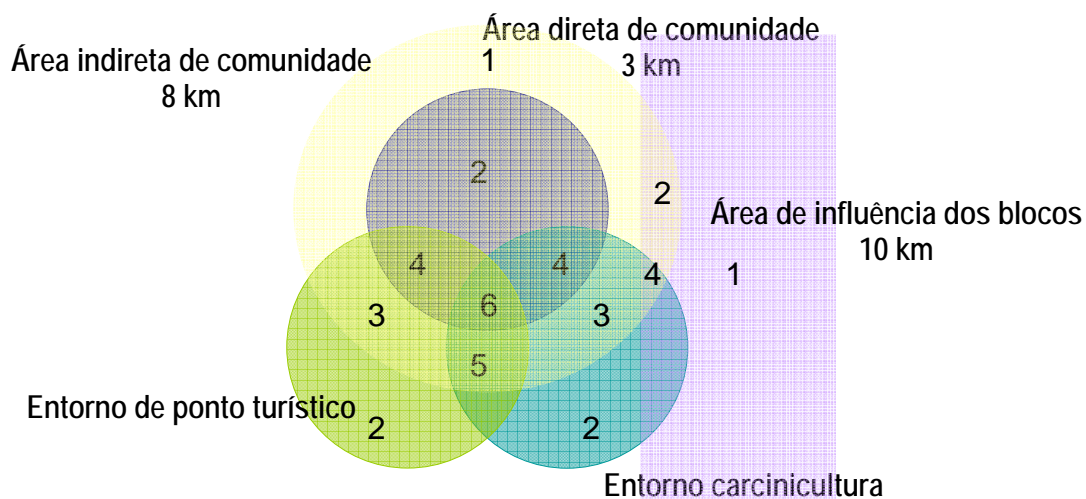 Área direta de comunidade
3 km
Área indireta de comunidade
8 km
1
2
2
Área de influência dos blocos
10 km
4
4
4
1
6
3
3
5
Entorno de ponto turístico
2
2
Entorno carcinicultura